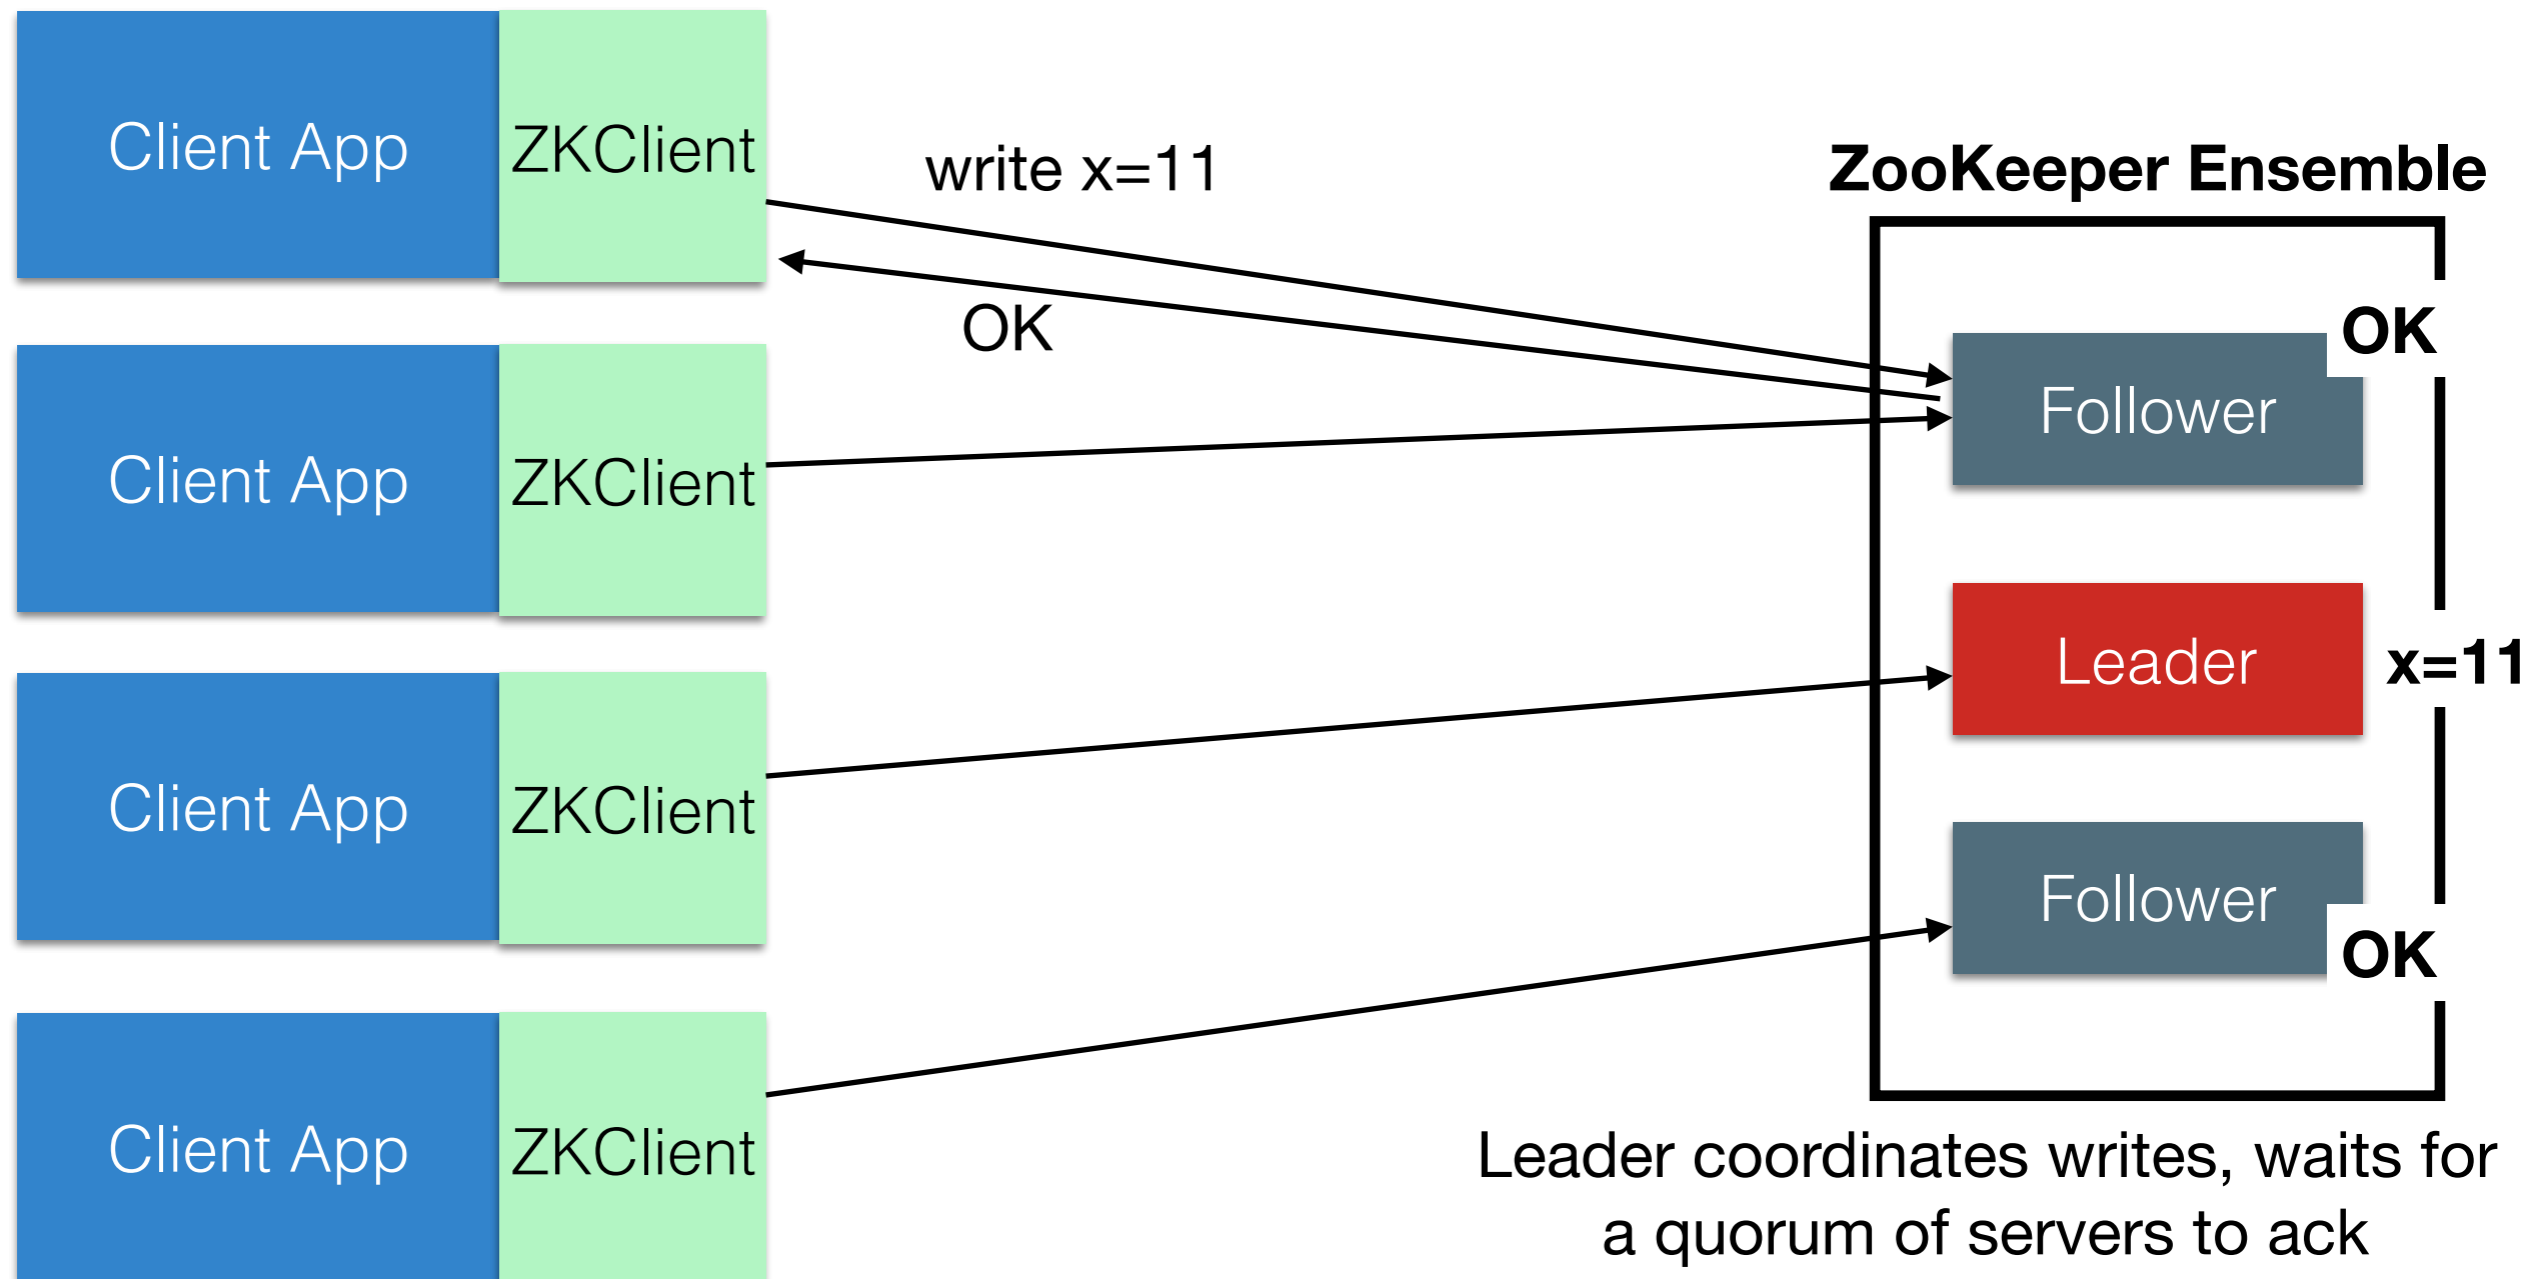 Client App
ZKClient
write x=11
OK
Client App
ZKClient
Client App
ZKClient
Client App
ZKClient
ZooKeeper Ensemble
OK
Follower
Leader
x=11
Follower
OK
Leader coordinates writes, waits for
a quorum of servers to ack